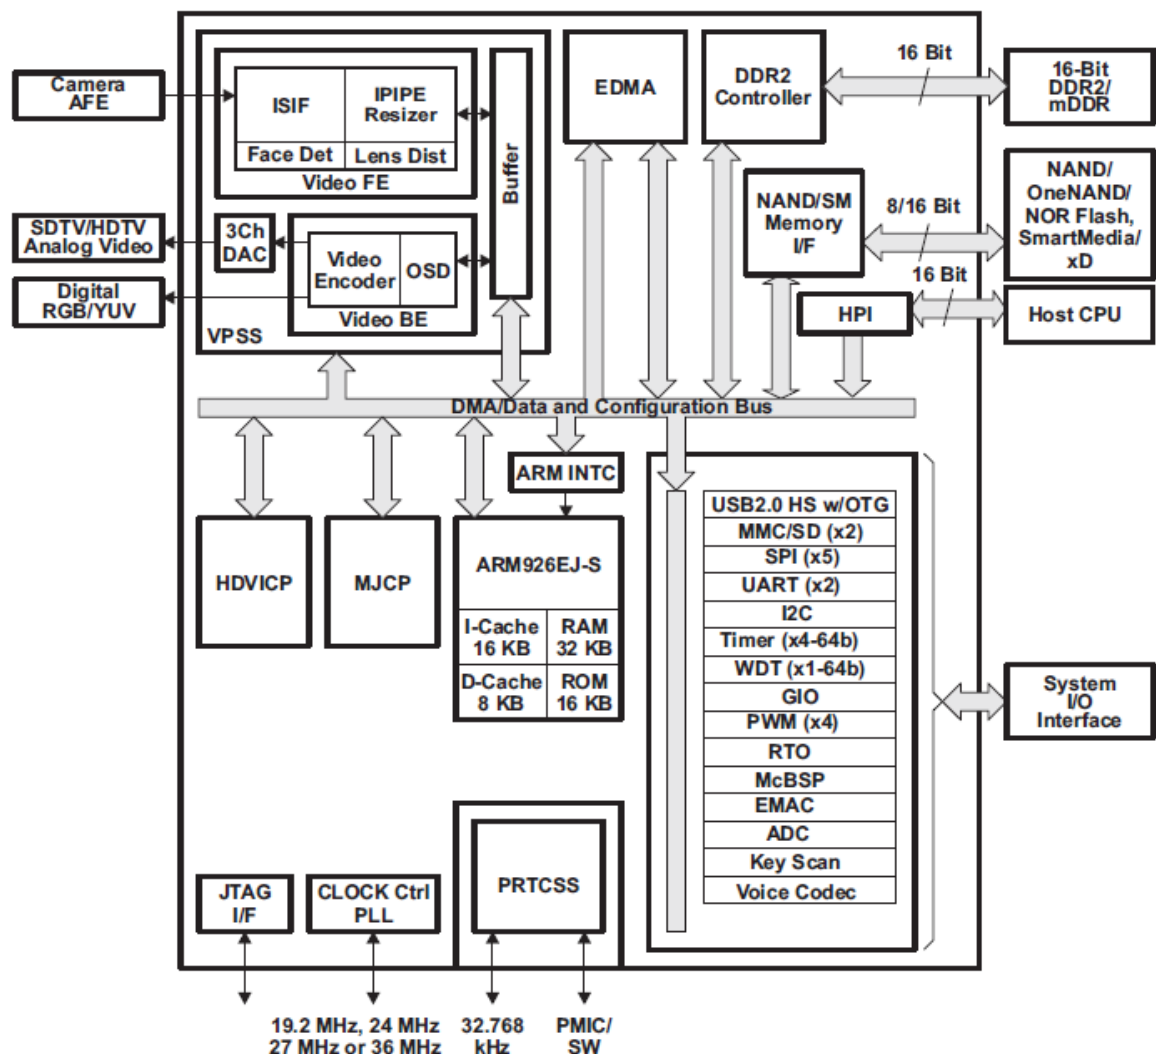 Camera
AFE
ISIF
IPIPE
Resizer
Face Det
Lens Dist
Video FE
Buffer
SDTV/HDTV
Analog Video
3Ch
DAC
Video
Encoder
OSD
Digital
RGB/YUV
Video BE
VPSS
EDMA
DDR2
Controller
16 Bit
16-Bit
DDR2/
mDDR
NAND/SM
Memory
I/F
8/16 Bit
NAND/
OneNAND/
NOR Flash,
SmartMedia/
xD
HPI
16 Bit
Host CPU
DMA/Data and Configuration Bus
ARM INTC
HDVICP
MJCP
ARM926EJ-S
I-Cache
16 KB
RAM
32 KB
D-Cache
8 KB
ROM
16 KB
USB2.0 HS w/OTG
MMC/SD (x2)
SPI (x5)
UART (x2)
I2C
Timer (x4-64b)
WDT (x1-64b)
GIO
PWM (x4)
RTO
McBSP
EMAC
ADC
Key Scan
Voice Codec
System
I/O
Interface
JTAG
I/F
CLOCK Ctrl
PLL
PRTCSS
19.2 MHz, 24 MHz
27 MHz or 36 MHz
32.768
kHz
PMIC/
SW